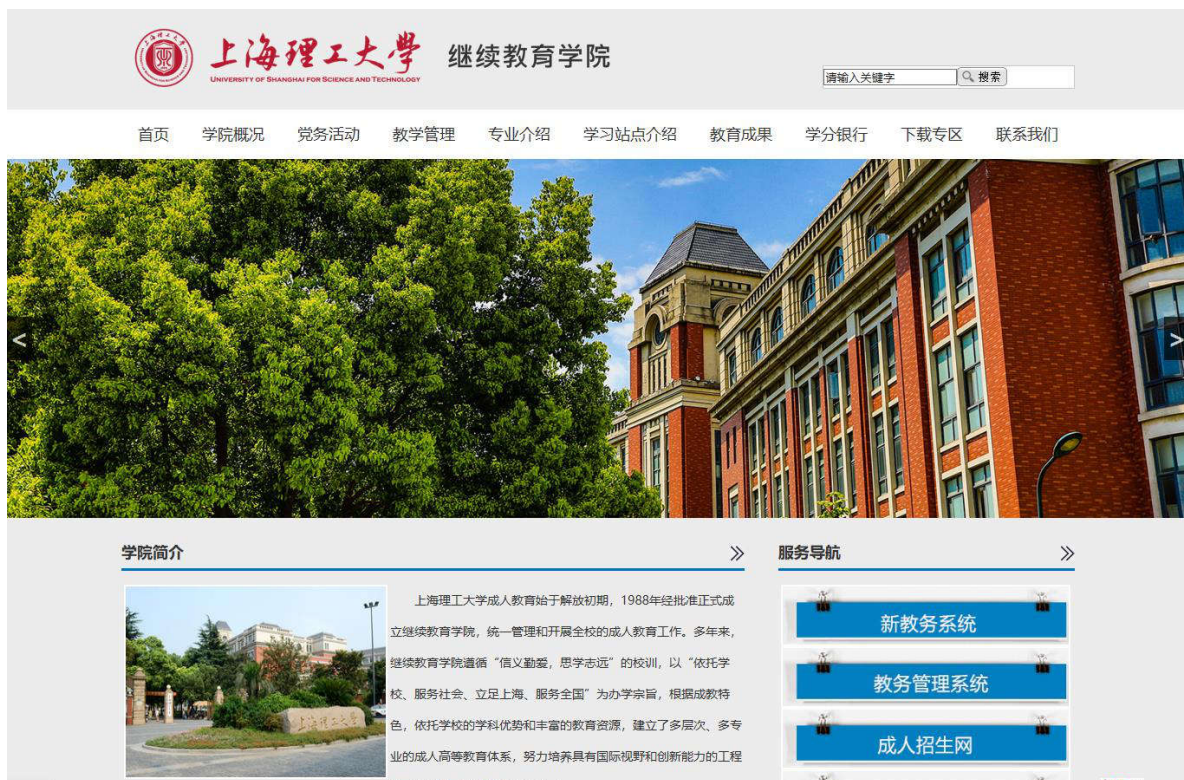 上海理工大學 继续教育学院
UNIVERSITY OF SHANGHAI FOR SCIENCE AND TECHNOLOGY
请输入关键字 搜索
首页 学院概况 党务活动 教学管理 专业介绍 学习站点介绍 教育成果 学分银行 下载专区 联系我们
<
>
学院简介
上海理工大学成人教育始于解放初期，1988年经批准正式成
立继续教育学院，统一管理和开展全校的成人教育工作。多年来，
继续教育学院遵循“信义勤爱，思学志远”的校训，以“依托学
校、服务社会、立足上海、服务全国”为办学宗旨，根据成教特
色，依托学校的学科优势和丰富的教育资源，建立了多层次、多专
业的成人高等教育体系，努力培养具有国际视野和创新能力的工程
上海理工大学
服务导航
新教务系统
教务管理系统
成人招生网